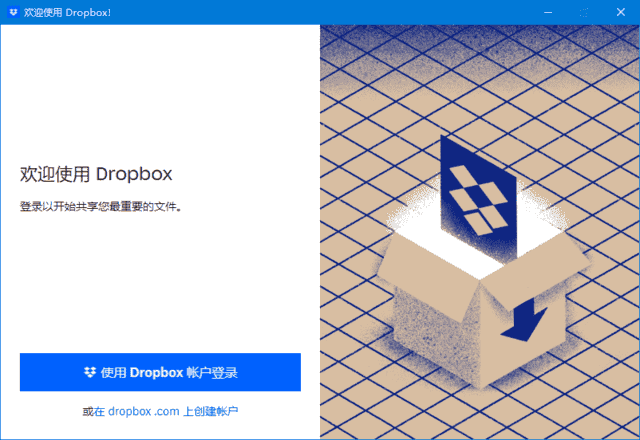 欢迎使用 Dropbox!
欢迎使用 Dropbox
登录以开始共享您最重要的文件。
使用 Dropbox 帐户登录
或在 dropbox .com 上创建帐户